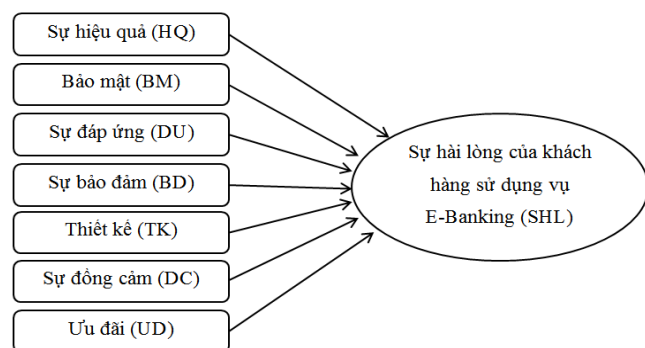 Sự hiệu quả (HQ)
Bảo mật (BM)
Sự đáp ứng (DU)
Sự bảo đảm (BD)
Thiết kế (TK)
Sự đồng cảm (DC)
Ưu đãi (UD)
Sự hài lòng của khách
hàng sử dụng vụ
E-Banking (SHL)